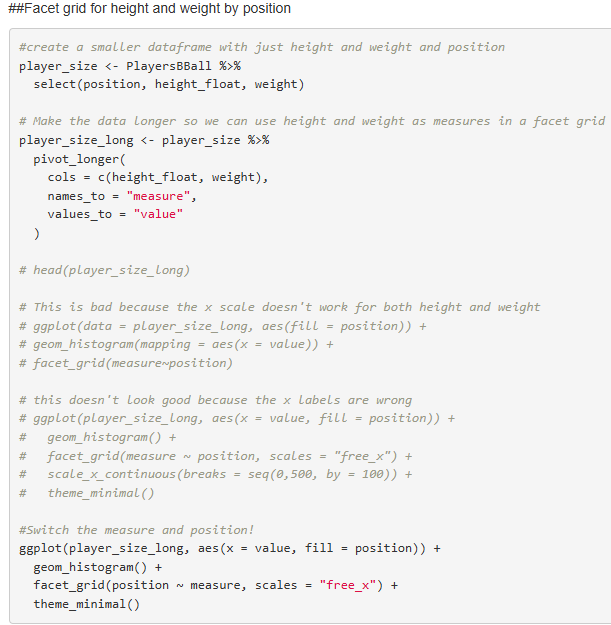 ##Facet grid for height and weight by position
#create a smaller dataframe with just height and weight and position
player_size <- PlayersBBall %>%
  select(position, height_float, weight)
# Make the data longer so we can use height and weight as measures in a facet grid
player_size_long <- player_size %>%
  pivot_longer(
    cols = c(height_float, weight),
    names_to = "measure",
    values_to = "value"
  )
# head(player_size_long)
# This is bad because the x scale doesn't work for both height and weight
# ggplot(data = player_size_long, aes(fill = position)) +
# geom_histogram(mapping = aes(x = value)) +
# facet_grid(measure~position)
# this doesn't look good because the x labels are wrong
# ggplot(player_size_long, aes(x = value, fill = position)) +
#   geom_histogram() +
#   facet_grid(measure ~ position, scales = "free_x") +
#   scale_x_continuous(breaks = seq(0,500, by = 100)) +
#   theme_minimal()
#Switch the measure and position!
ggplot(player_size_long, aes(x = value, fill = position)) +
  geom_histogram() +
  facet_grid(position ~ measure, scales = "free_x") +
  theme_minimal()